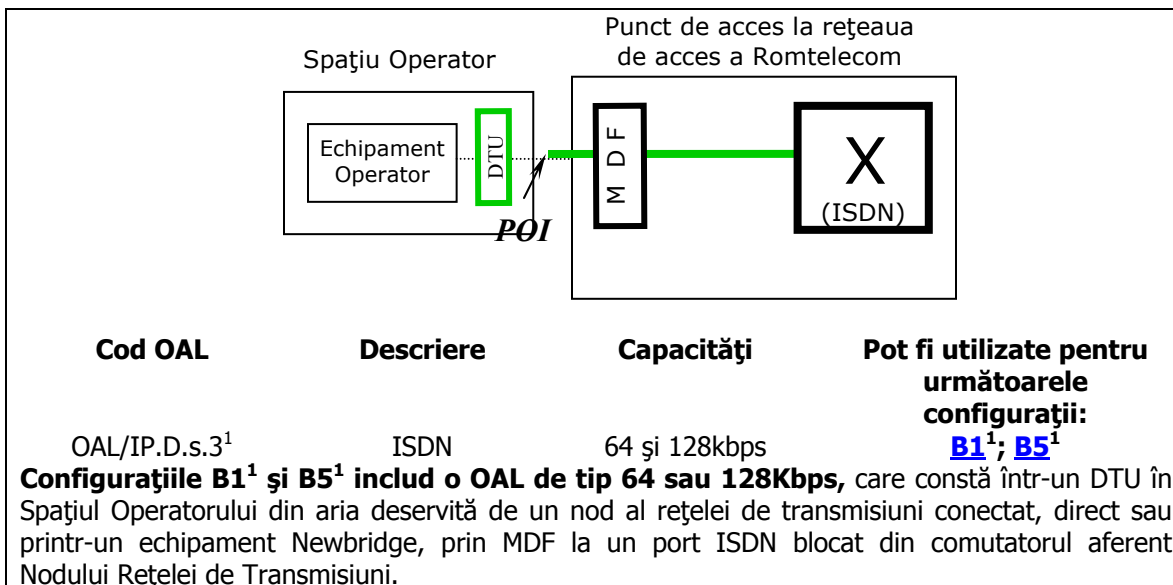 Punct de acces la reţeaua
de acces a Romtelecom
Spaţiu Operator
Echipament
Operator
DTU
POI
M D F
X
(ISDN)
Cod OAL Descriere Capacităţi Pot fi utilizate pentru
următoarele
configuraţii:
OAL/IP.D.s.3¹ ISDN 64 şi 128kbps B1¹; B5¹
Configuraţiile B1¹ şi B5¹ includ o OAL de tip 64 sau 128Kbps, care constă într-un DTU în
Spaţiul Operatorului din aria deservită de un nod al reţelei de transmisiuni conectat, direct sau
printr-un echipament Newbridge, prin MDF la un port ISDN blocat din comutatorul aferent
Nodului Reţelei de Transmisiuni.